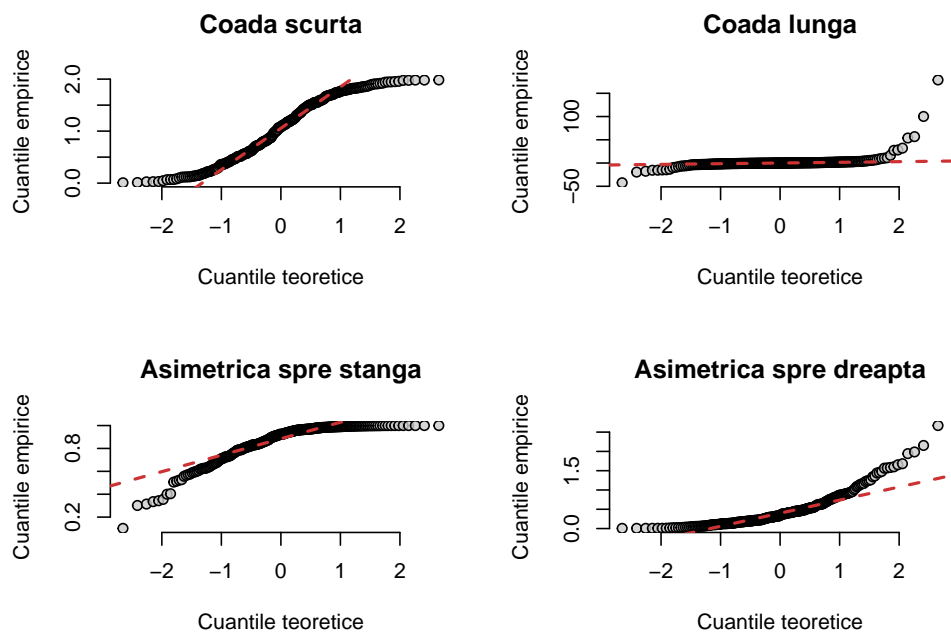 Coada scurta
Cuantile empirice
0.0 1.0 2.0
−2 −1 0 1 2
Cuantile teoretice
Coada lunga
Cuantile empirice
−50 100
−2 −1 0 1 2
Cuantile teoretice
Asimetrica spre stanga
Cuantile empirice
0.2 0.8
−2 −1 0 1 2
Cuantile teoretice
Asimetrica spre dreapta
Cuantile empirice
0.0 1.5
−2 −1 0 1 2
Cuantile teoretice